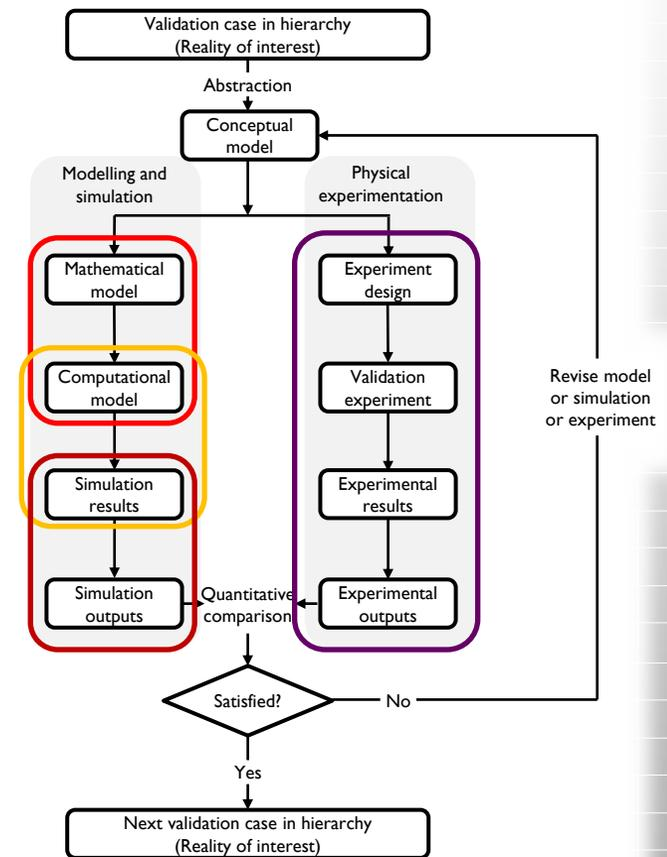 Validation case in hierarchy
(Reality of interest)
Abstraction
Conceptual
model
Modelling and
simulation
Physical
experimentation
Mathematical
model
Experiment
design
Computational
model
Validation
experiment
Revise model
or simulation
or experiment
Simulation
results
Experimental
results
Simulation
outputs
Quantitative
comparison
Experimental
outputs
Satisfied?
No
Yes
Next validation case in hierarchy
(Reality of interest)